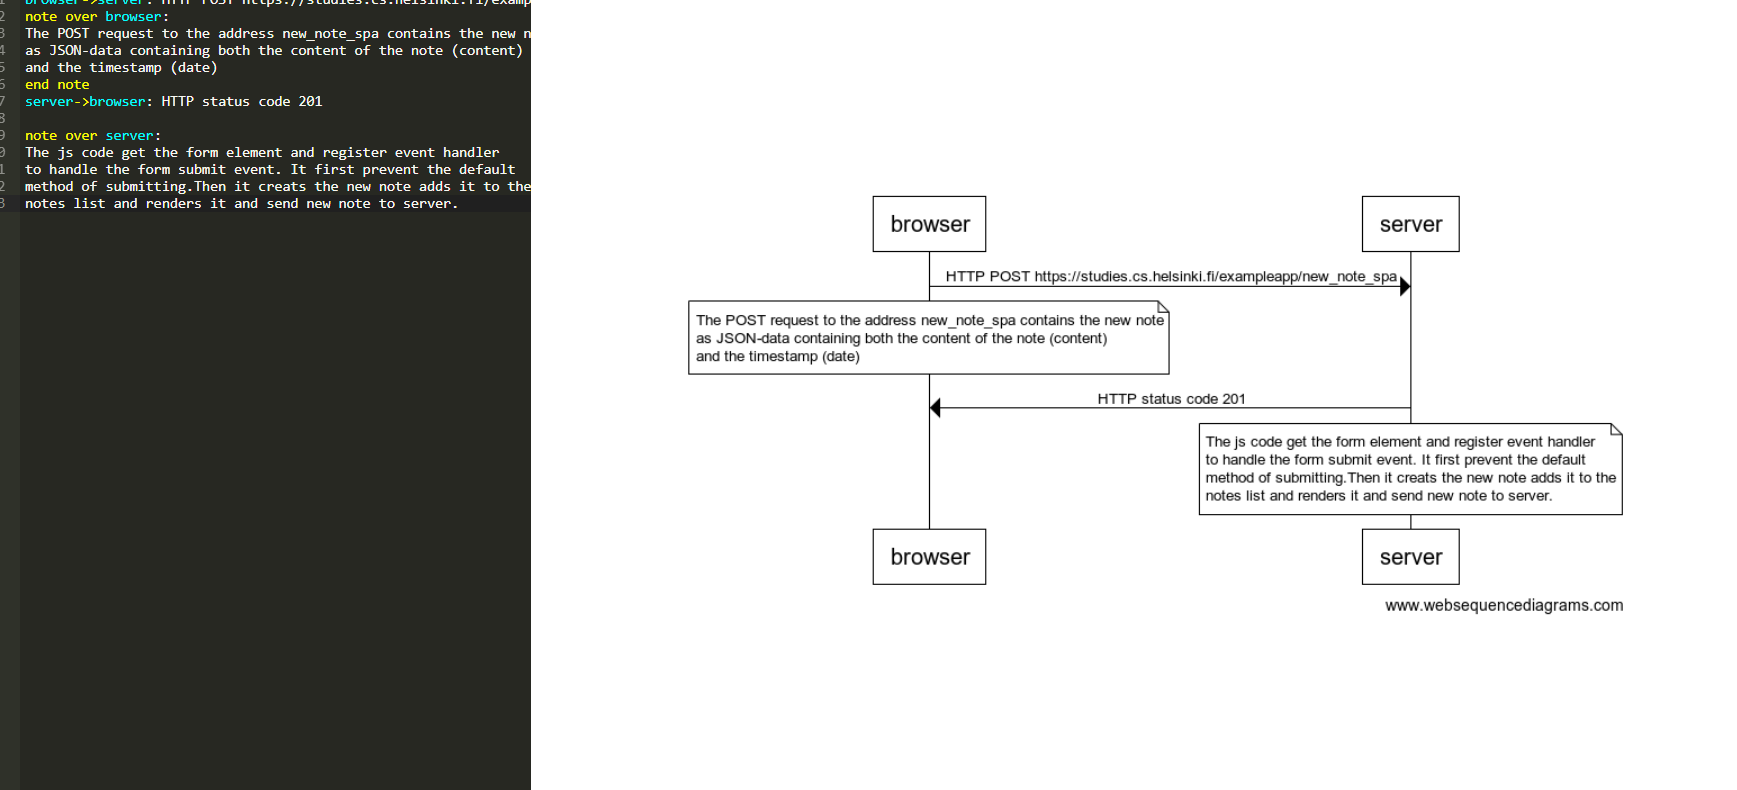 browser->server: HTTP POST https://studies.cs.helsinki.fi/examp
2 note over browser:
3 The POST request to the address new_note_spa contains the new n
4 as JSON-data containing both the content of the note (content)
5 and the timestamp (date)
6 end note
7 server->browser: HTTP status code 201
8
9 note over server:
0 The js code get the form element and register event handler
1 to handle the form submit event. It first prevent the default
2 method of submitting.Then it creats the new note adds it to the
3 notes list and renders it and send new note to server.
browser
server
HTTP POST https://studies.cs.helsinki.fi/exampleapp/new_note_spa
The POST request to the address new_note_spa contains the new note
as JSON-data containing both the content of the note (content)
and the timestamp (date)
HTTP status code 201
The js code get the form element and register event handler
to handle the form submit event. It first prevent the default
method of submitting.Then it creats the new note adds it to the
notes list and renders it and send new note to server.
browser
server
www.websequencediagrams.com